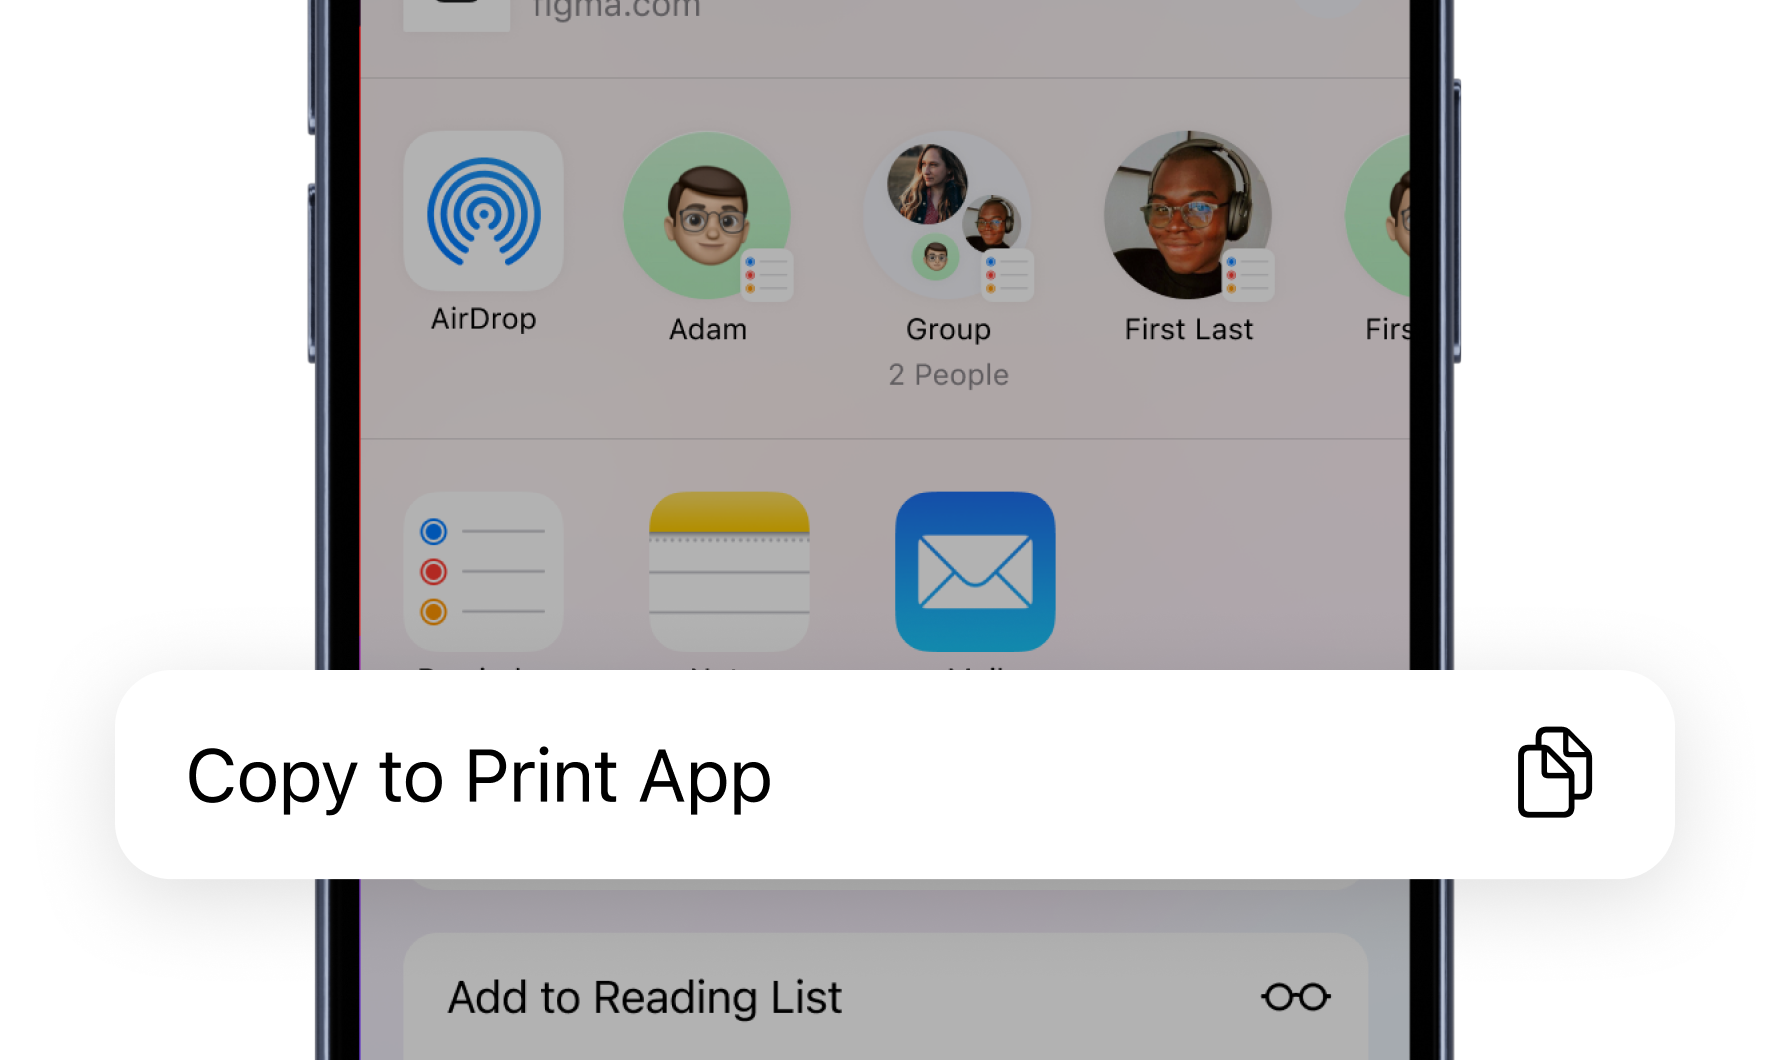 figma.com
AirDrop
Adam
Group
2 People
First Last
Copy to Print App
Add to Reading List